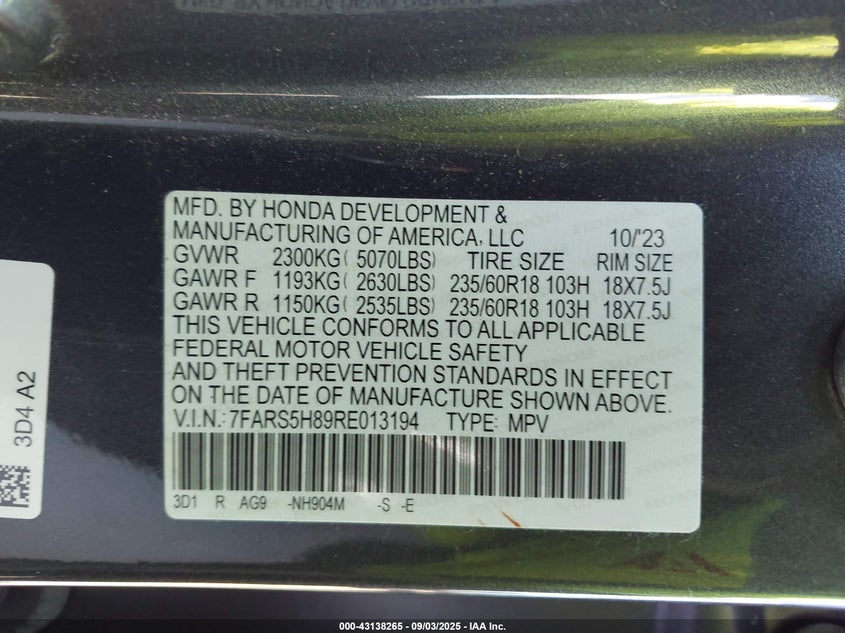 MFD. BY HONDA DEVELOPMENT &
MANUFACTURING OF AMERICA, LLC 10/'23
GVWR 2300KG( 5070LBS) TIRE SIZE RIM SIZE
GAWR F 1193KG( 2630LBS) 235/60R18 103H 18X7.5J
GAWR R 1150KG( 2535LBS) 235/60R18 103H 18X7.5J
THIS VEHICLE CONFORMS TO ALL APPLICABLE
FEDERAL MOTOR VEHICLE SAFETY
AND THEFT PREVENTION STANDARDS IN EFFECT
ON THE DATE OF MANUFACTURE SHOWN ABOVE.
V.I.N.: 7FARS5H89RE013194 TYPE: MPV
3D1 R AG9 -NH904M -S -E
3D4 A2
000-43138265 - 09/03/2025 - IAA Inc.